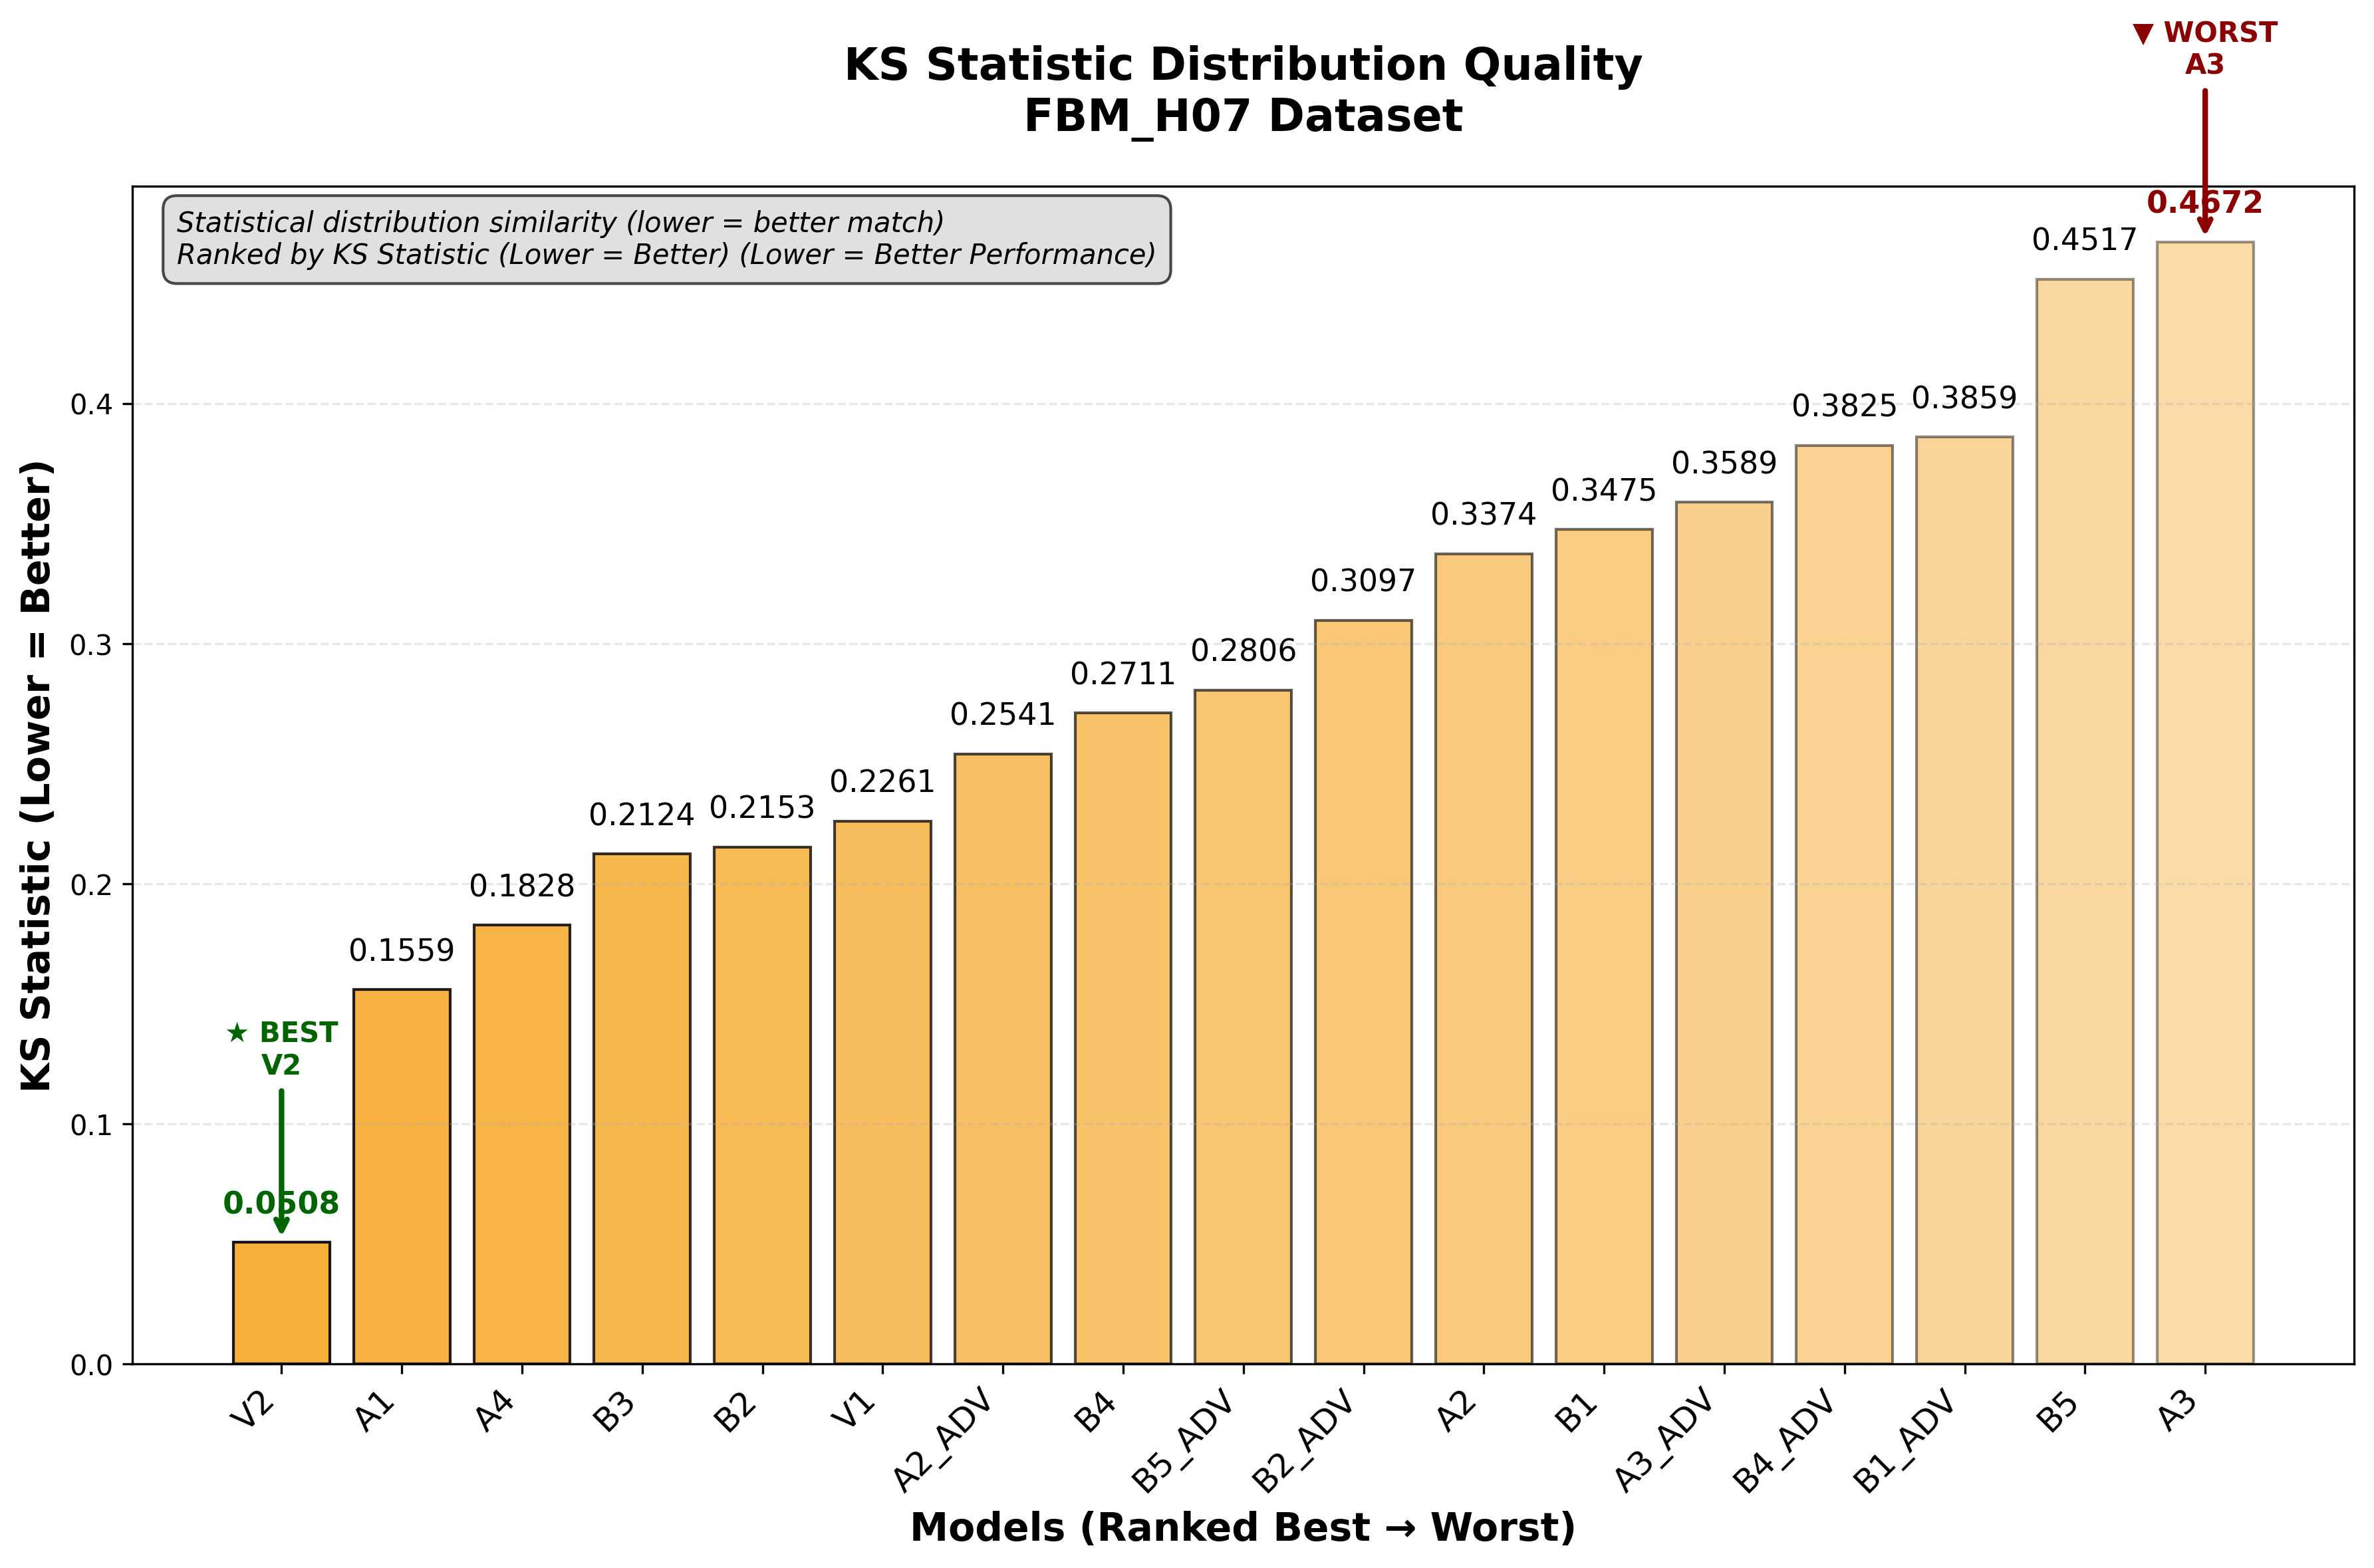 ▼ WORST
A3
KS Statistic Distribution Quality
FBM_H07 Dataset
Statistical distribution similarity (lower = better match)
Ranked by KS Statistic (Lower = Better) (Lower = Better Performance)
KS Statistic (Lower = Better)
0.4
0.3
0.2
0.1
0.0
★ BEST
V2
0.0508
0.1559
0.1828
0.2124
0.2153
0.2261
0.2541
0.2711
0.2806
0.3097
0.3374
0.3475
0.3589
0.3825
0.3859
0.4517
0.4672
V2
A1
A4
B3
B2
V1
A2_ADV
B4
B5_ADV
B2_ADV
A2
B1
A3_ADV
B4_ADV
B1_ADV
B5
A3
Models (Ranked Best → Worst)